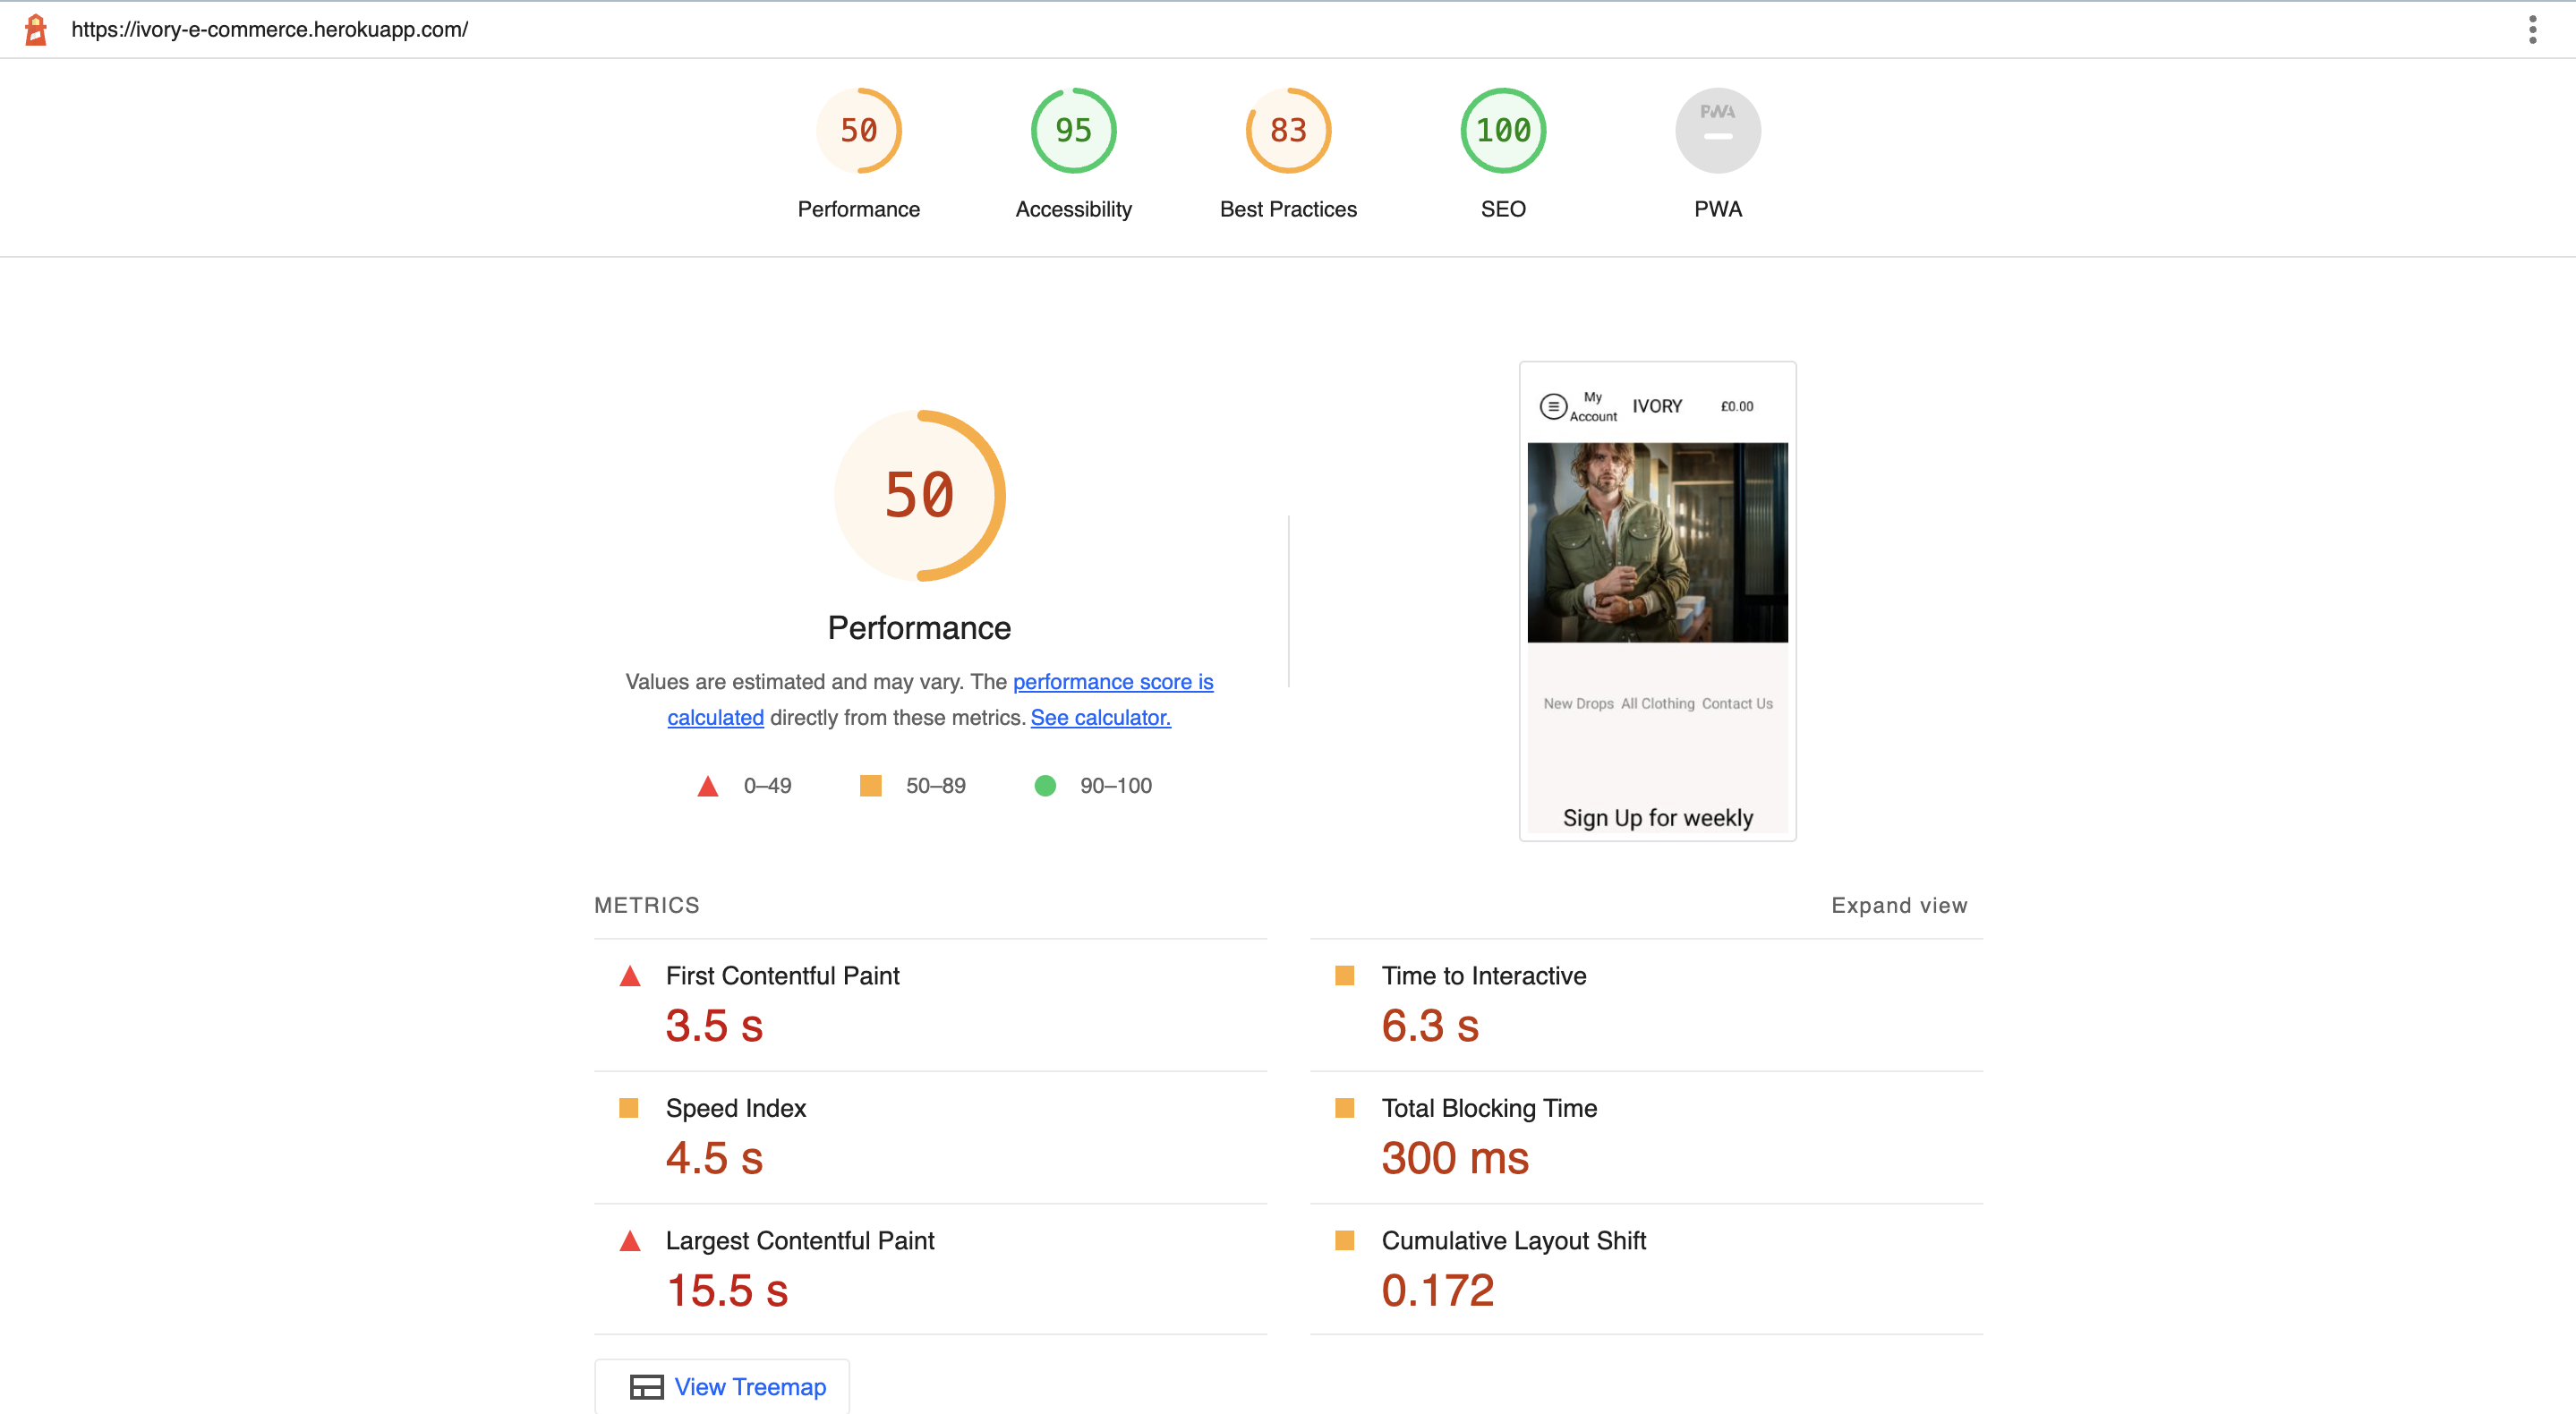 https://ivory-e-commerce.herokuapp.com/
50
95
83
100
PWA
Performance
Accessibility
Best Practices
SEO
PWA
50
Performance
Values are estimated and may vary. The performance score is
calculated directly from these metrics. See calculator.
0–49
50–89
90–100
My
Account
IVORY
£0.00
New Drops
All Clothing
Contact Us
Sign Up for weekly
METRICS
Expand view
First Contentful Paint
3.5 s
Time to Interactive
6.3 s
Speed Index
4.5 s
Total Blocking Time
300 ms
Largest Contentful Paint
15.5 s
Cumulative Layout Shift
0.172
View Treemap